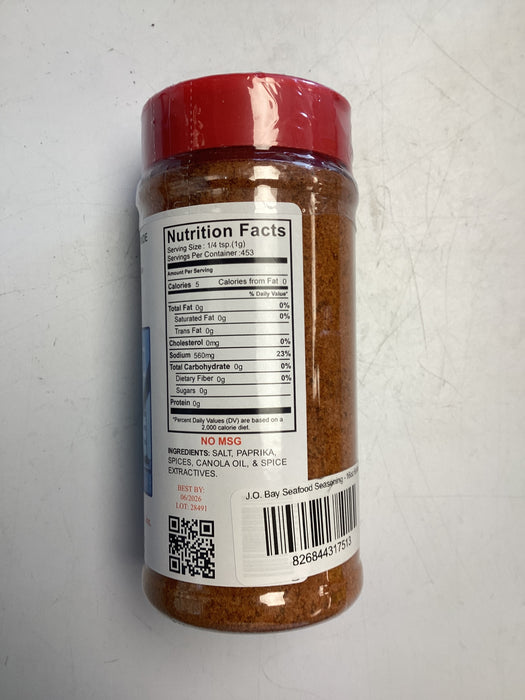 Nutrition Facts
Serving Size : 1/4 tsp.(1g)
Servings Per Container :453
Amount Per Serving
Calories 5 Calories from Fat 0
% Daily Value*
Total Fat 0g 0%
Saturated Fat 0g 0%
Trans Fat 0g
Cholesterol 0mg 0%
Sodium 560mg 23%
Total Carbohydrate 0g 0%
Dietary Fiber 0g 0%
Sugars 0g
Protein 0g
*Percent Daily Values (DV) are based on a
2,000 calorie diet.
NO MSG
INGREDIENTS: SALT, PAPRIKA,
SPICES, CANOLA OIL, & SPICE
EXTRACTIVES.
BEST BY:
06/2026
LOT: 28491
J.O. Bay Seafood Seasoning -
826844317513